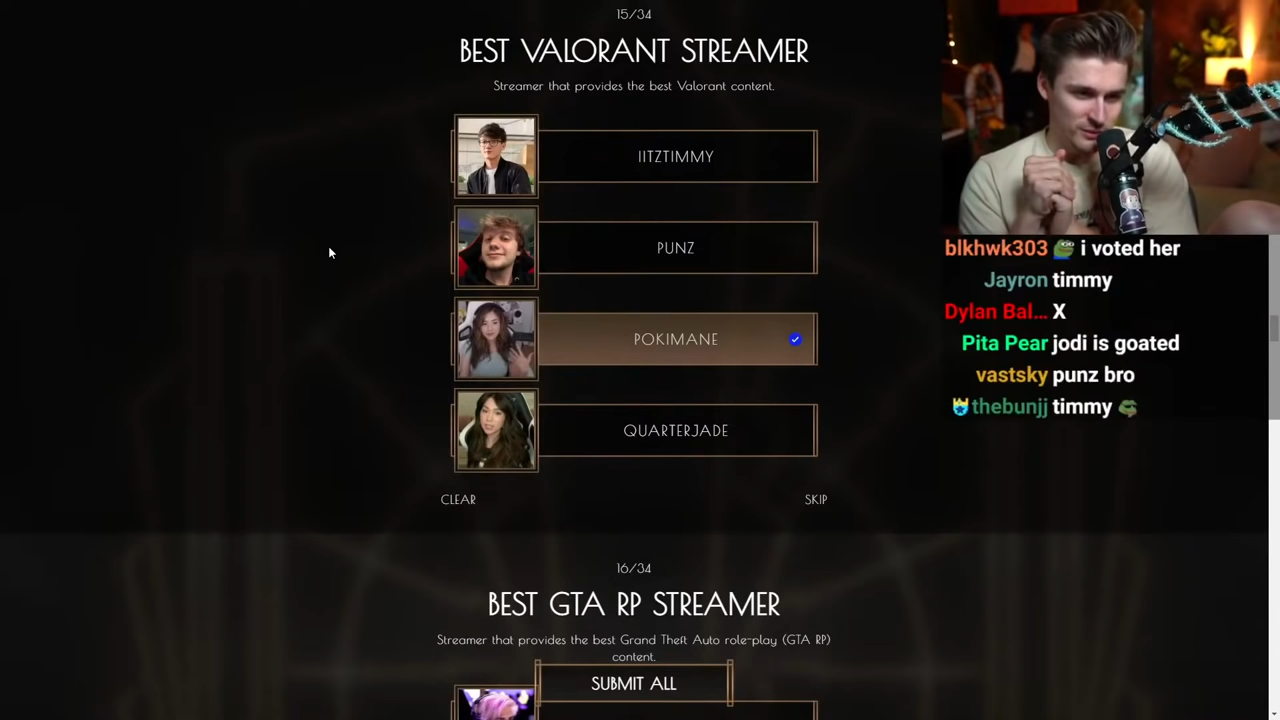 15/34
BEST VALORANT STREAMER
Streamer that provides the best Valorant content.
IITZTIMMY
PUNZ
POKIMANE
QUARTERJADE
CLEAR
SKIP
16/34
BEST GTA RP STREAMER
Streamer that provides the best Grand Theft Auto role-play (GTA RP)
content.
SUBMIT ALL
blkhwk303 i voted her
Jayron timmy
Dylan Bal... X
Pita Pear jodi is goated
vastsky punz bro
thebunjj timmy